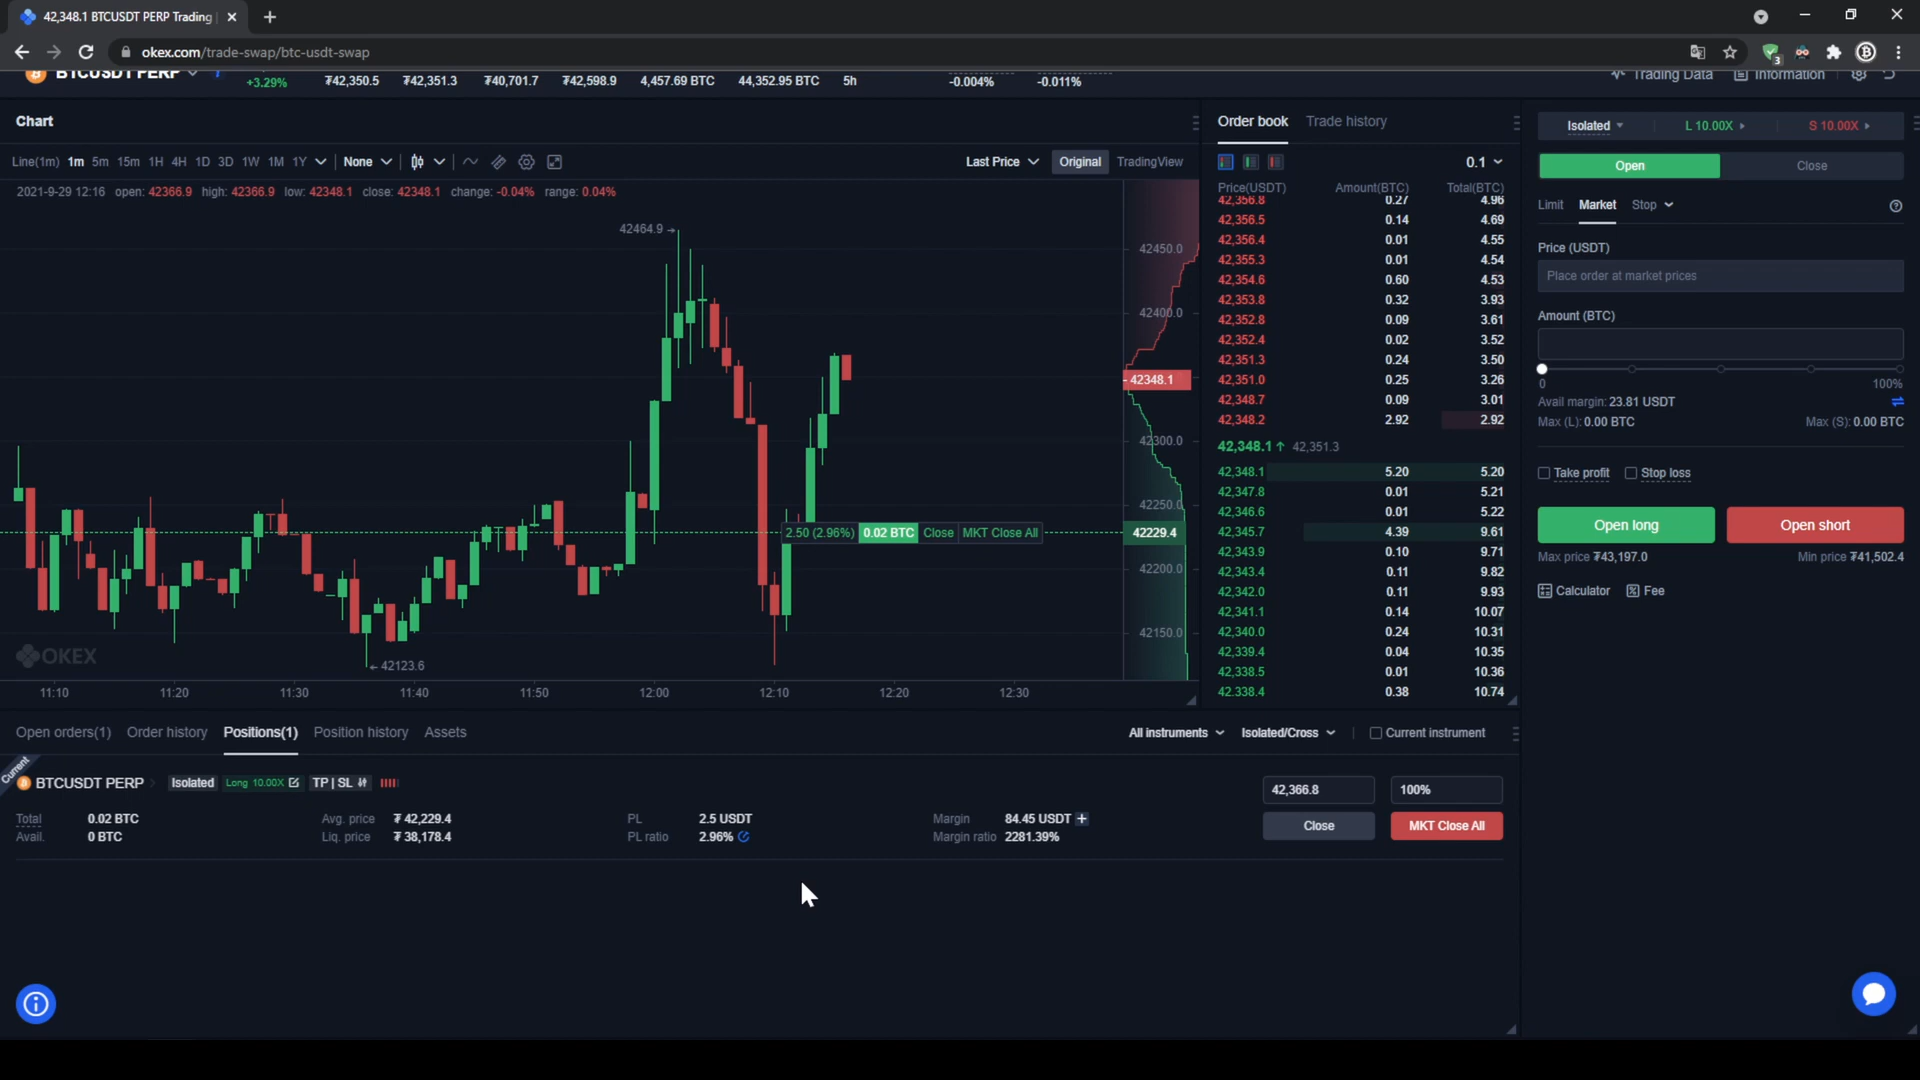 42,348.1 BTCUSDT PERP Trading
okex.com/trade-swap/btc-usdt-swap
3
BTCUSDT PERP
+3.29% ₮42,350.5 ₮42,351.3 ₮40,701.7 ₮42,598.9 4,457.69 BTC 44,352.95 BTC 5h -0.004% -0.011%
Trading Data Information
Chart
Line(1m) 1m 5m 15m 1H 4H 1D 3D 1W 1M 1Y None Last Price Original TradingView
2021-9-29 12:16 open: 42366.9 high: 42366.9 low: 42348.1 close: 42348.1 change: -0.04% range: 0.04%
42464.9
42450.0
42400.0
42348.1
42300.0
42250.0
2.50 (2.96%) 0.02 BTC Close MKT Close All 42229.4
42200.0
42150.0
OKEX
42123.6
11:10 11:20 11:30 11:40 11:50 12:00 12:10 12:20 12:30
Order book Trade history
0.1
Price(USDT) Amount(BTC) Total(BTC)
42,356.8 0.27 4.96
42,356.5 0.14 4.69
42,356.4 0.01 4.55
42,355.3 0.01 4.54
42,354.6 0.60 4.53
42,353.8 0.32 3.93
42,352.8 0.09 3.61
42,352.4 0.02 3.52
42,351.3 0.24 3.50
42,351.0 0.25 3.26
42,348.7 0.09 3.01
42,348.2 2.92 2.92
42,348.1↑ 42,351.3
42,348.1 5.20 5.20
42,347.8 0.01 5.21
42,346.6 0.01 5.22
42,345.7 4.39 9.61
42,343.9 0.10 9.71
42,343.4 0.11 9.82
42,342.0 0.11 9.93
42,341.1 0.14 10.07
42,340.0 0.24 10.31
42,339.4 0.04 10.35
42,338.5 0.01 10.36
42,338.4 0.38 10.74
Isolated L 10.00X S 10.00X
Open Close
Limit Market Stop
Price (USDT)
Place order at market prices
Amount (BTC)
0 100%
Avail margin: 23.81 USDT
Max (L): 0.00 BTC Max (S): 0.00 BTC
Take profit Stop loss
Open long Open short
Max price ₮43,197.0 Min price ₮41,502.4
Calculator Fee
Open orders(1) Order history Positions(1) Position history Assets
All instruments Isolated/Cross Current instrument
Current
BTCUSDT PERP Isolated Long 10.00X TP | SL
42,366.8 100%
Total 0.02 BTC Avg. price ₮ 42,229.4 PL 2.5 USDT Margin 84.45 USDT +
Close MKT Close All
Avail. 0 BTC Liq. price ₮ 38,178.4 PL ratio 2.96% Margin ratio 2281.39%